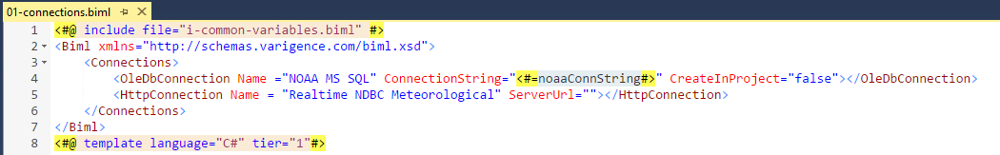 01-connections.biml
1 <#@ include file="i-common-variables.biml" #>
2 <Biml xmlns="http://schemas.varigence.com/biml.xsd">
3 <Connections>
4 <OleDbConnection Name ="NOAA MS SQL" ConnectionString="<#=noaaConnString#>" CreateInProject="false"></OleDbConnection>
5 <HttpConnection Name = "Realtime NDBC Meteorological" ServerUrl=""></HttpConnection>
6 </Connections>
7 </Biml>
8 <#@ template language="C#" tier="1"#>